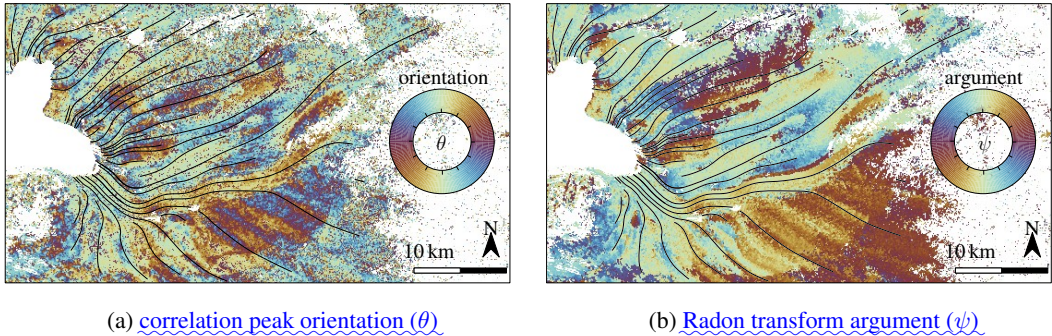 orientation
θ
N
10 km
argument
ψ
N
10 km
(a) correlation peak orientation (θ)
(b) Radon transform argument (ψ)